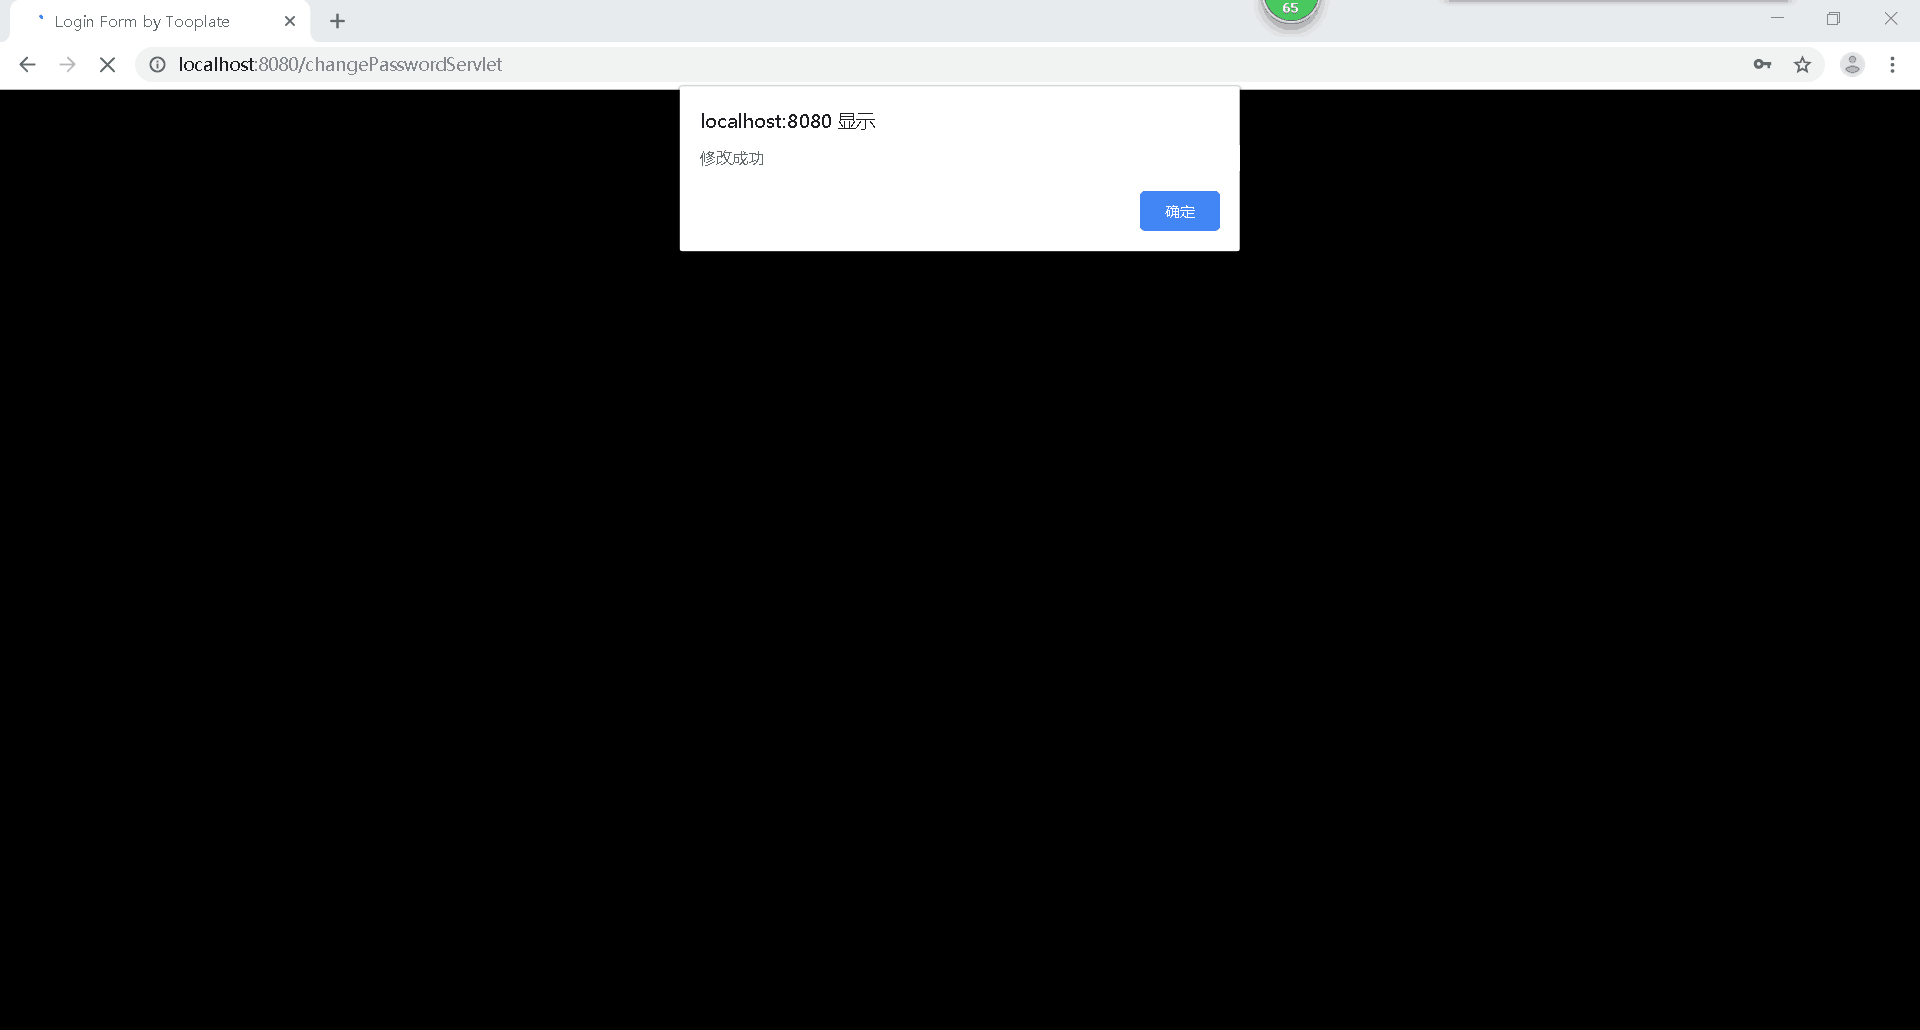 65
Login Form by Tooplate
localhost:8080/changePasswordServlet
localhost:8080 显示
修改成功
确定